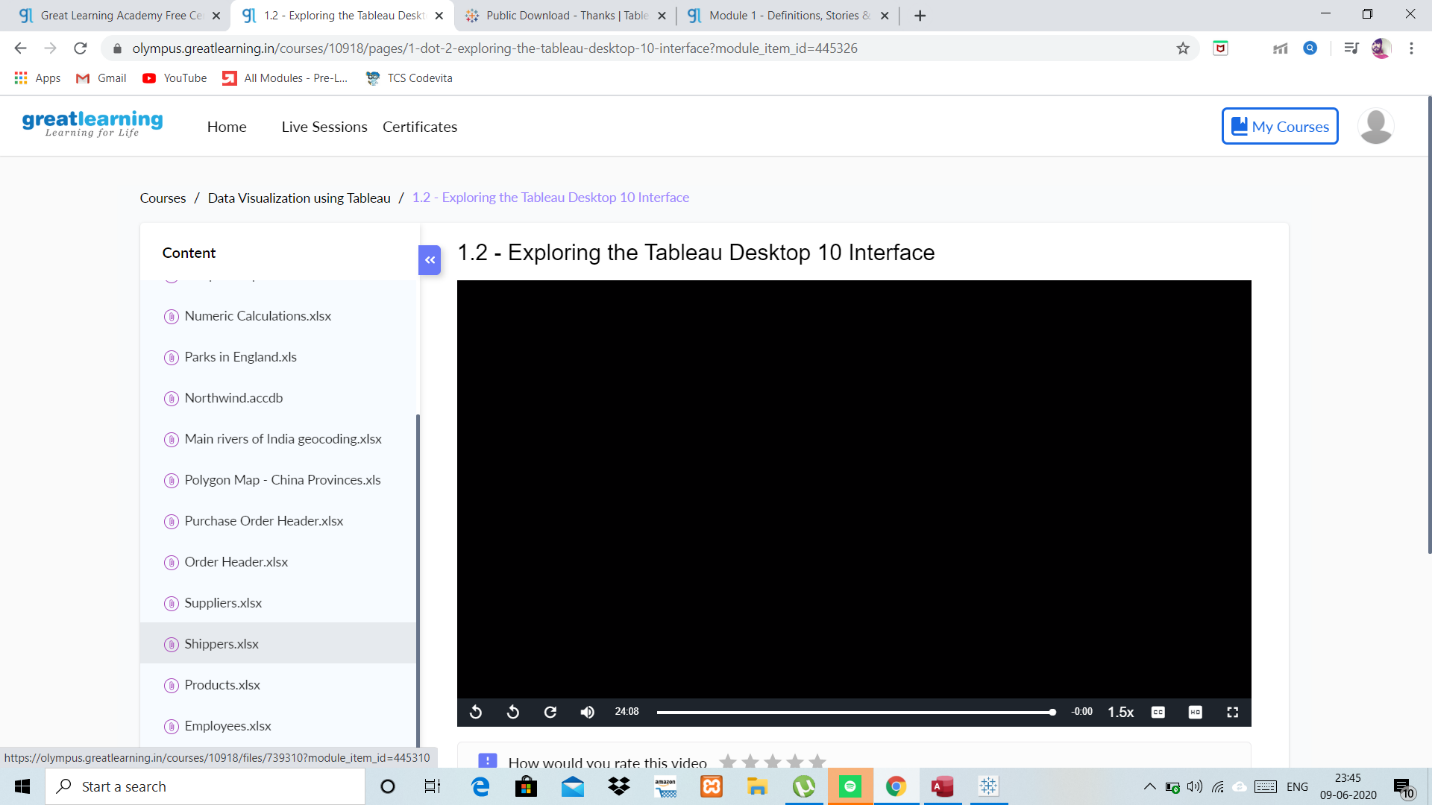 Great Learning Academy Free Ce
1.2 - Exploring the Tableau Deskt
Public Download - Thanks | Table
Module 1 - Definitions, Stories &
olympus.greatlearning.in/courses/10918/pages/1-dot-2-exploring-the-tableau-desktop-10-interface?module_item_id=445326
Apps
Gmail
YouTube
All Modules - Pre-L...
TCS Codevita
greatlearning
Learning for Life
Home
Live Sessions
Certificates
My Courses
Courses / Data Visualization using Tableau / 1.2 - Exploring the Tableau Desktop 10 Interface
Content
Numeric Calculations.xlsx
Parks in England.xls
Northwind.accdb
Main rivers of India geocoding.xlsx
Polygon Map - China Provinces.xls
Purchase Order Header.xlsx
Order Header.xlsx
Suppliers.xlsx
Shippers.xlsx
Products.xlsx
Employees.xlsx
1.2 - Exploring the Tableau Desktop 10 Interface
24:08
-0:00
1.5x
CC
HD
How would you rate this video
https://olympus.greatlearning.in/courses/10918/files/739310?module_item_id=445310
Start a search
amazon
ENG
23:45
09-06-2020
10